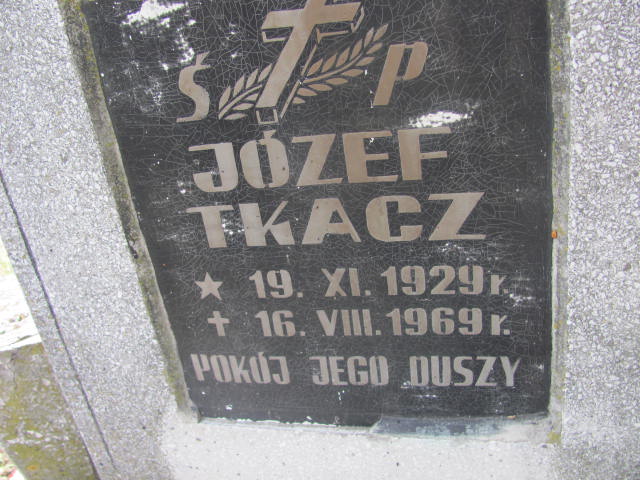 Ś P
JÓZEF
TKACZ
★ 19. XI. 1929 r.
✝ 16. VIII. 1969 r.
POKÓJ JEGO DUSZY